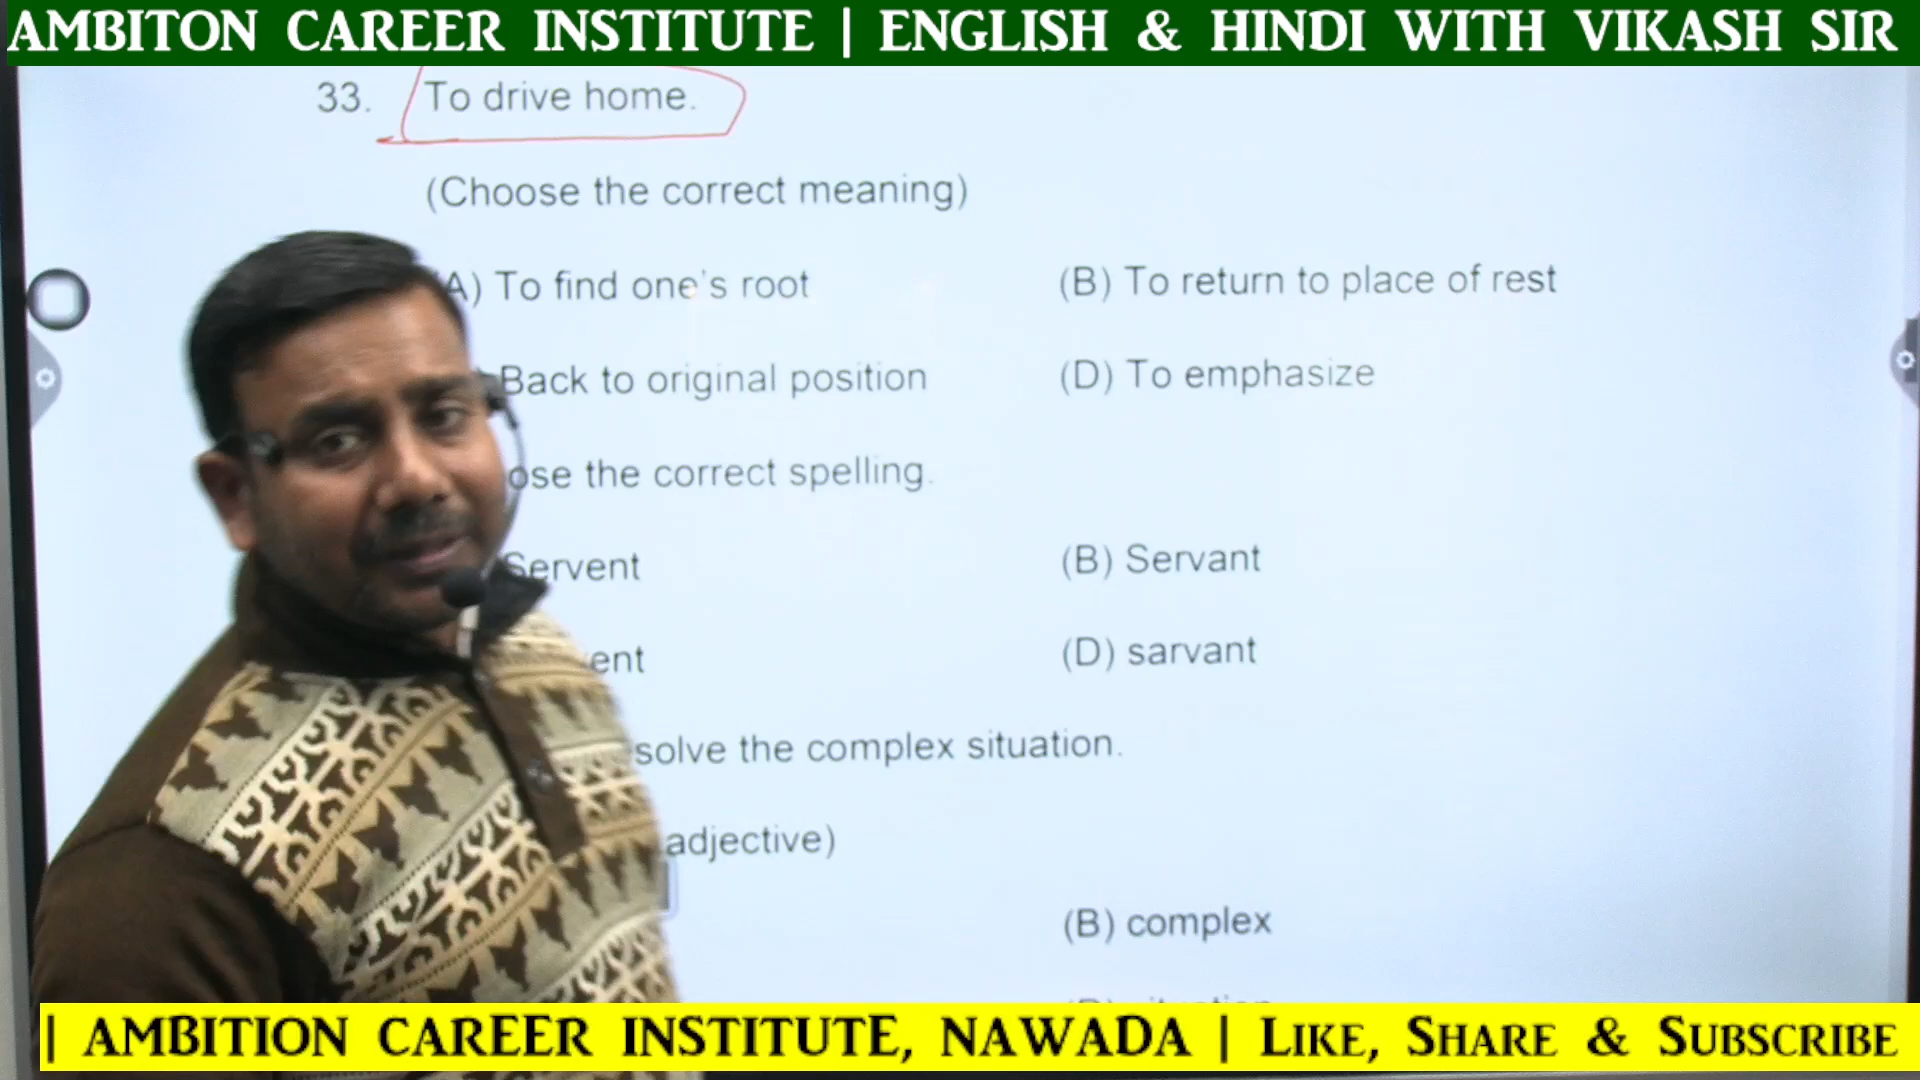 AMBITON CAREER INSTITUTE | ENGLISH & HINDI WITH VIKASH SIR
33. To drive home.
(Choose the correct meaning)
A) To find one's root (B) To return to place of rest
Back to original position (D) To emphasize
ose the correct spelling.
Servent (B) Servant
ent (D) sarvant
solve the complex situation.
adjective)
(B) complex
| AMBITION CAREER INSTITUTE, NAWADA | LIKE, SHARE & SUBSCRIBE